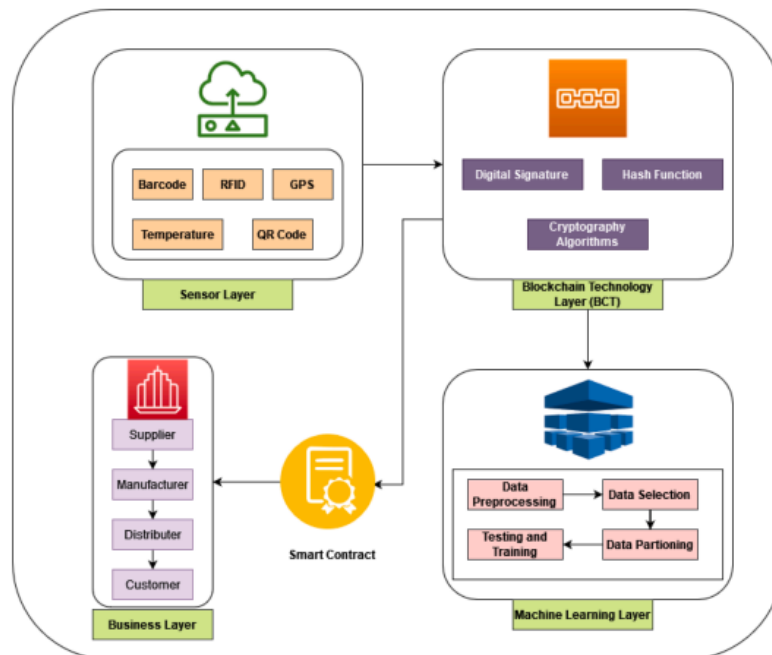 Barcode
RFID
GPS
Temperature
QR Code
Sensor Layer
Digital Signature
Hash Function
Cryptography
Algorithms
Blockchain Technology
Layer (BCT)
Supplier
Manufacturer
Distributer
Customer
Business Layer
Smart Contract
Data
Preprocessing
Data Selection
Testing and
Training
Data Partioning
Machine Learning Layer